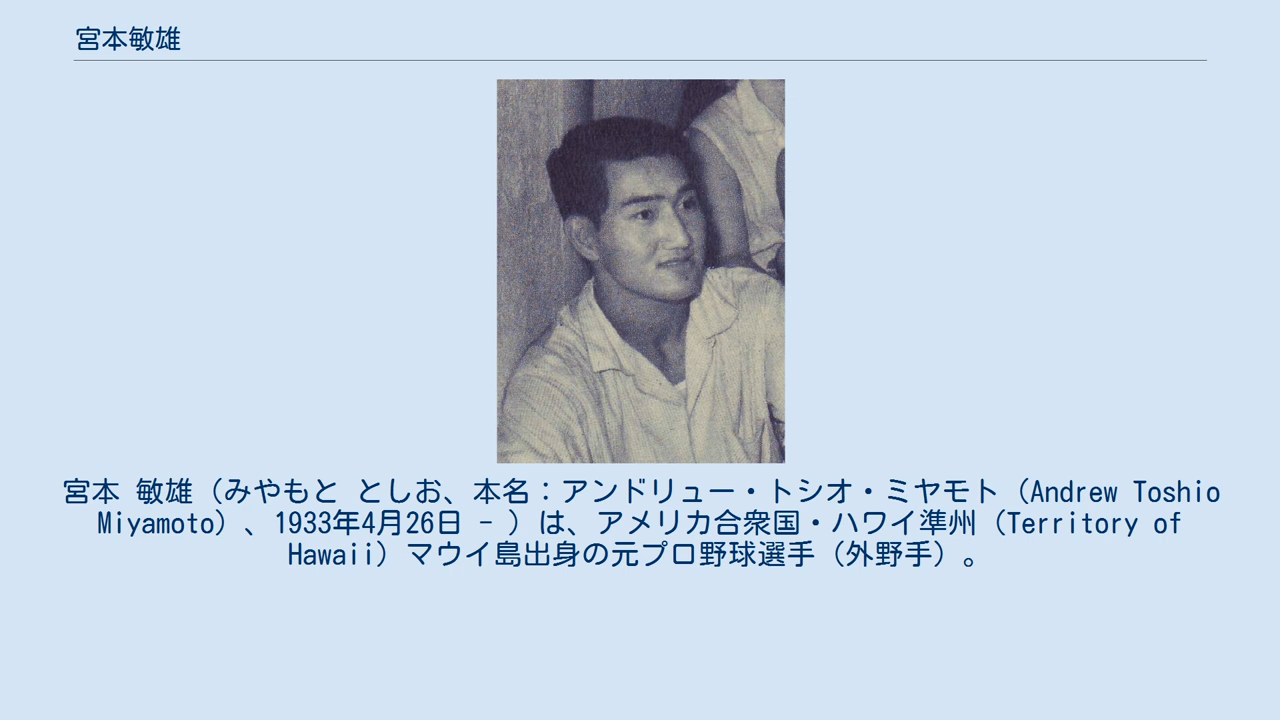 宮本敏雄
宮本 敏雄（みやもと としお、本名：アンドリュー・トシオ・ミヤモト（Andrew Toshio
Miyamoto）、1933年4月26日 - ）は、アメリカ合衆国・ハワイ準州（Territory of
Hawaii）マウイ島出身の元プロ野球選手（外野手）。